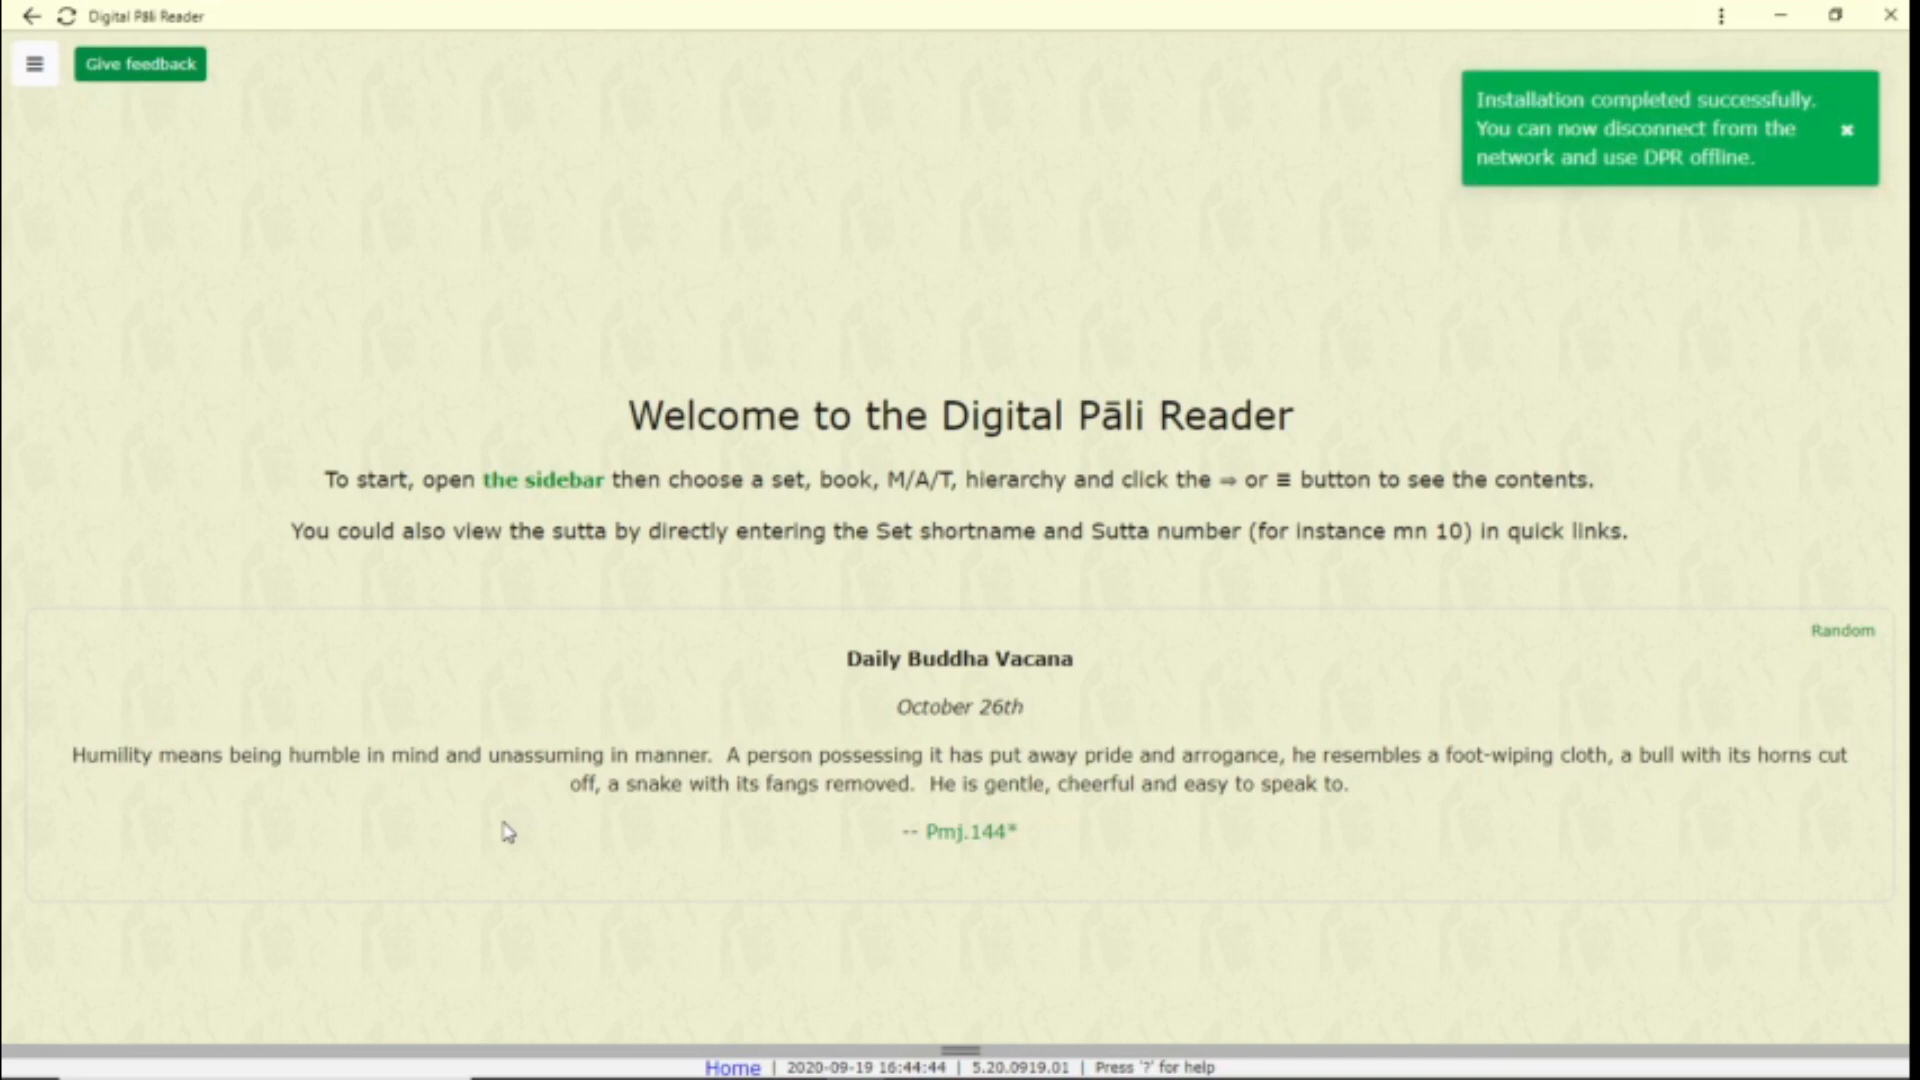 Digital Pāli Reader
Give feedback
Installation completed successfully.
You can now disconnect from the
network and use DPR offline.
Welcome to the Digital Pāli Reader
To start, open the sidebar then choose a set, book, M/A/T, hierarchy and click the ⇒ or ≡ button to see the contents.
You could also view the sutta by directly entering the Set shortname and Sutta number (for instance mn 10) in quick links.
Random
Daily Buddha Vacana
October 26th
Humility means being humble in mind and unassuming in manner.  A person possessing it has put away pride and arrogance, he resembles a foot-wiping cloth, a bull with its horns cut
off, a snake with its fangs removed.  He is gentle, cheerful and easy to speak to.
-- Pmj.144*
Home | 2020-09-19 16:44:44 | 5.20.0919.01 | Press '?' for help